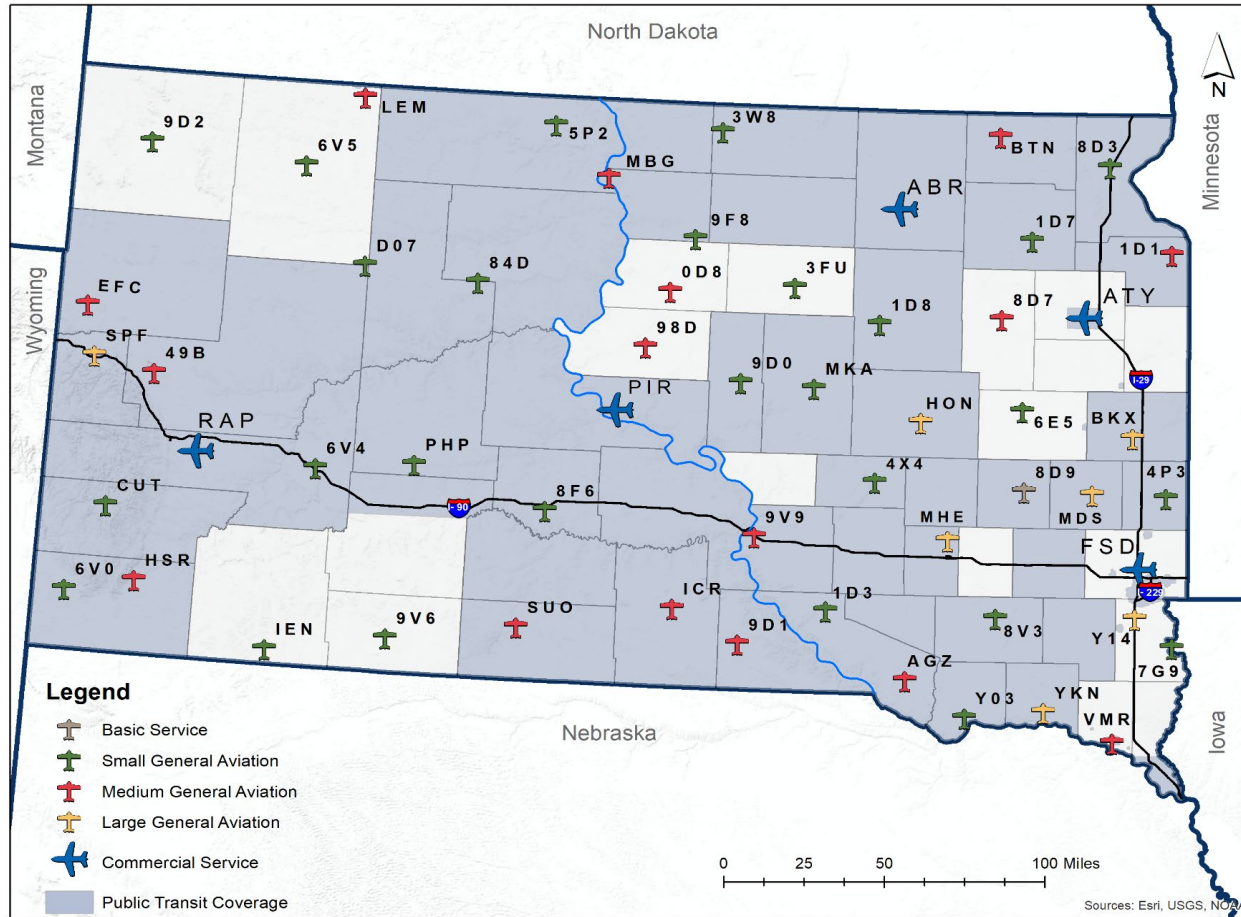 North Dakota
Montana
Minnesota
N
LEM
9D2
6V5
5P2
3W8
BTN
8D3
MBG
ABR
9F8
1D7
1D1
D07
84D
0D8
3FU
Wyoming
EFC
98D
1D8
8D7
ATY
SPF
49B
9D0
MKA
I-29
RAP
PIR
HON
6E5
BKX
6V4
PHP
4X4
8D9
4P3
CUT
I-90
8F6
9V9
MHE
MDS
FSD
6V0
HSR
I-229
ICR
1D3
IEN
9V6
SUO
9D1
8V3
Y14
7G9
AGZ
Y03
YKN
VMR
Legend
Nebraska
Iowa
Basic Service
Small General Aviation
Medium General Aviation
Large General Aviation
Commercial Service
Public Transit Coverage
0 25 50 100 Miles
Sources: Esri, USGS, NOAA